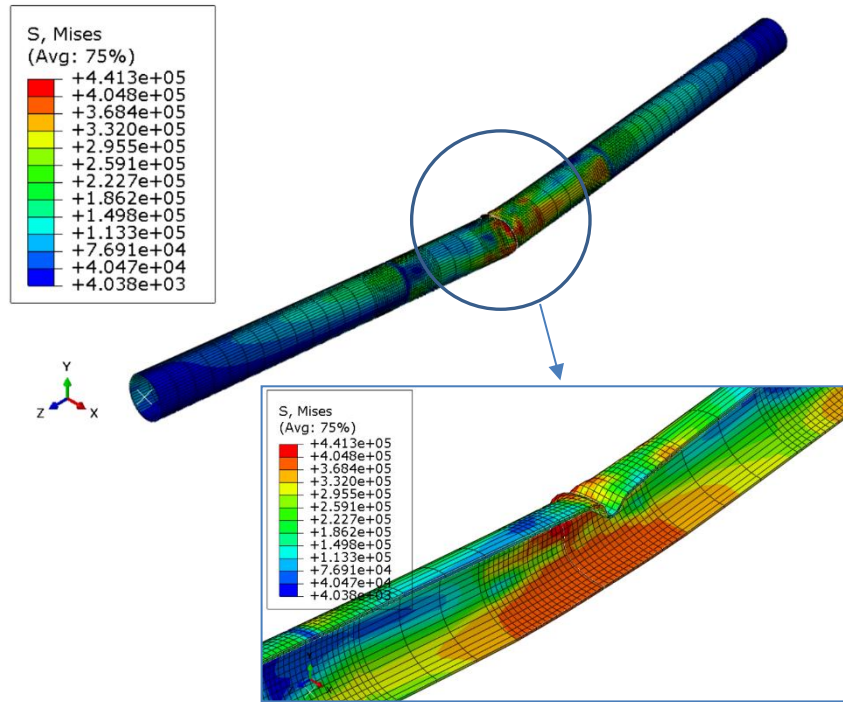 S, Mises
(Avg: 75%)
+4.413e+05
+4.048e+05
+3.684e+05
+3.320e+05
+2.955e+05
+2.591e+05
+2.227e+05
+1.862e+05
+1.498e+05
+1.133e+05
+7.691e+04
+4.047e+04
+4.038e+03
Y
Z
X
S, Mises
(Avg: 75%)
+4.413e+05
+4.048e+05
+3.684e+05
+3.320e+05
+2.955e+05
+2.591e+05
+2.227e+05
+1.862e+05
+1.498e+05
+1.133e+05
+7.691e+04
+4.047e+04
+4.038e+03
Y
X